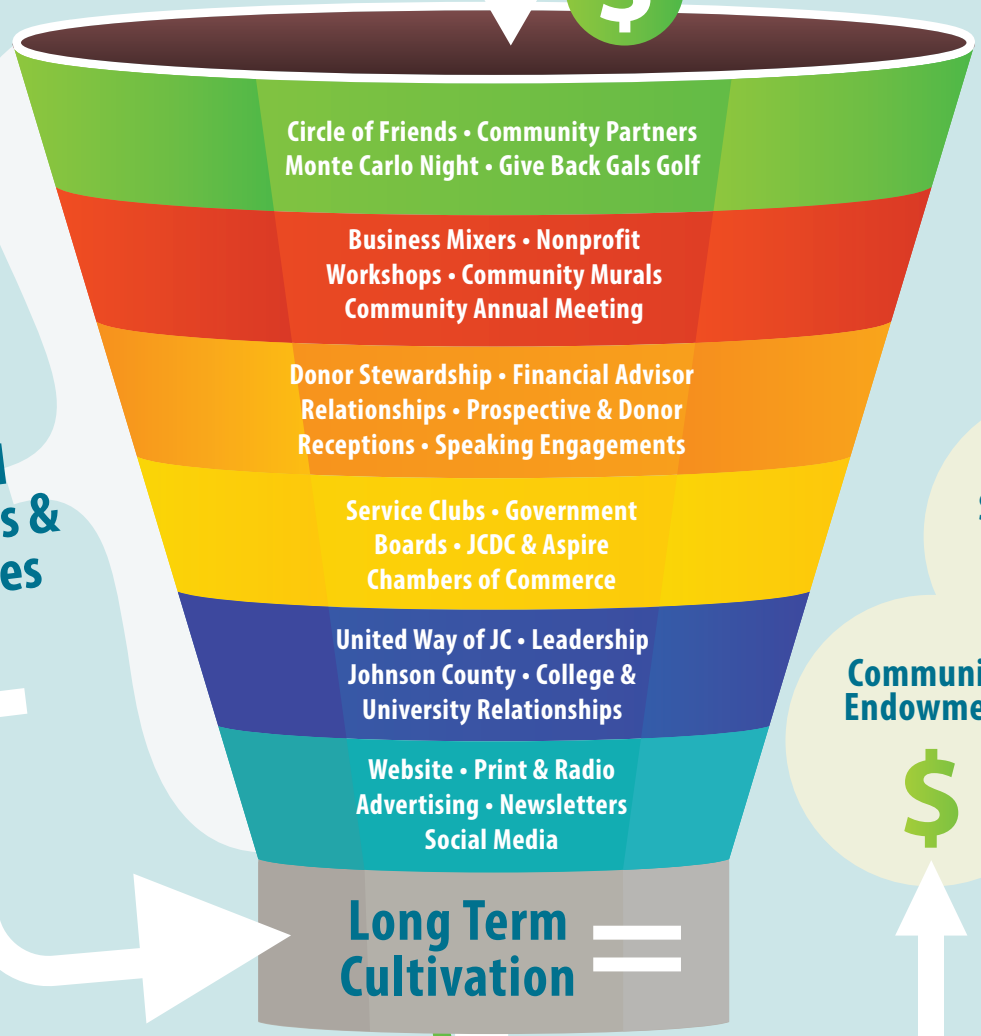 $
Circle of Friends • Community Partners
Monte Carlo Night • Give Back Gals Golf
Business Mixers • Nonprofit
Workshops • Community Murals
Community Annual Meeting
Donor Stewardship • Financial Advisor
Relationships • Prospective & Donor
Receptions • Speaking Engagements
Service Clubs • Government
Boards • JCDC & Aspire
Chambers of Commerce
United Way of JC • Leadership
Johnson County • College &
University Relationships
Website • Print & Radio
Advertising • Newsletters
Social Media
Long Term
Cultivation
=
s &
es
Communi
Endowme
$